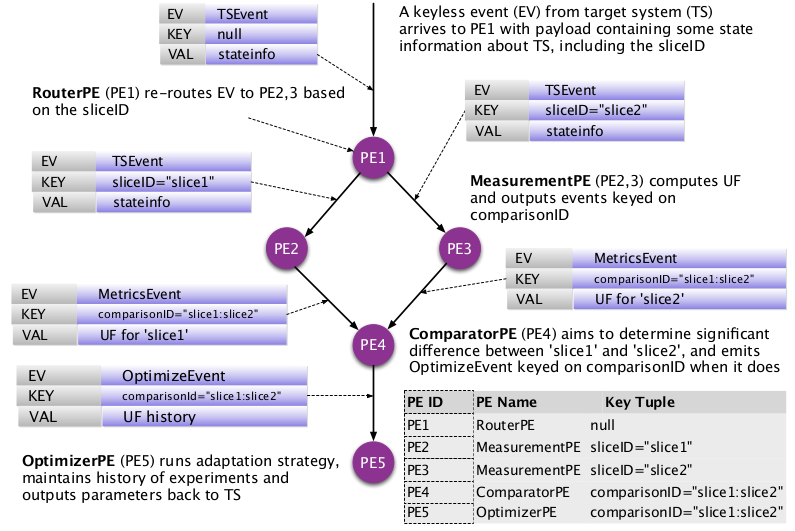 EV TSEvent
KEY null
VAL stateinfo
A keyless event (EV) from target system (TS)
arrives to PE1 with payload containing some state
information about TS, including the sliceID
RouterPE (PE1) re-routes EV to PE2,3 based
on the sliceID
EV TSEvent
KEY sliceID="slice2"
VAL stateinfo
PE1
EV TSEvent
KEY sliceID="slice1"
VAL stateinfo
MeasurementPE (PE2,3) computes UF
and outputs events keyed on
comparisonID
PE2
PE3
EV MetricsEvent
KEY comparisonID="slice1:slice2"
VAL UF for 'slice2'
EV MetricsEvent
KEY comparisonID="slice1:slice2"
VAL UF for 'slice1'
PE4
ComparatorPE (PE4) aims to determine significant
difference between 'slice1' and 'slice2', and emits
OptimizeEvent keyed on comparisonID when it does
EV OptimizeEvent
KEY comparisonId="slice1:slice2"
VAL UF history
PE5
OptimizerPE (PE5) runs adaptation strategy,
maintains history of experiments and
outputs parameters back to TS
PE ID PE Name Key Tuple
PE1 RouterPE null
PE2 MeasurementPE sliceID="slice1"
PE3 MeasurementPE sliceID="slice2"
PE4 ComparatorPE comparisonID="slice1:slice2"
PE5 OptimizerPE comparisonID="slice1:slice2"